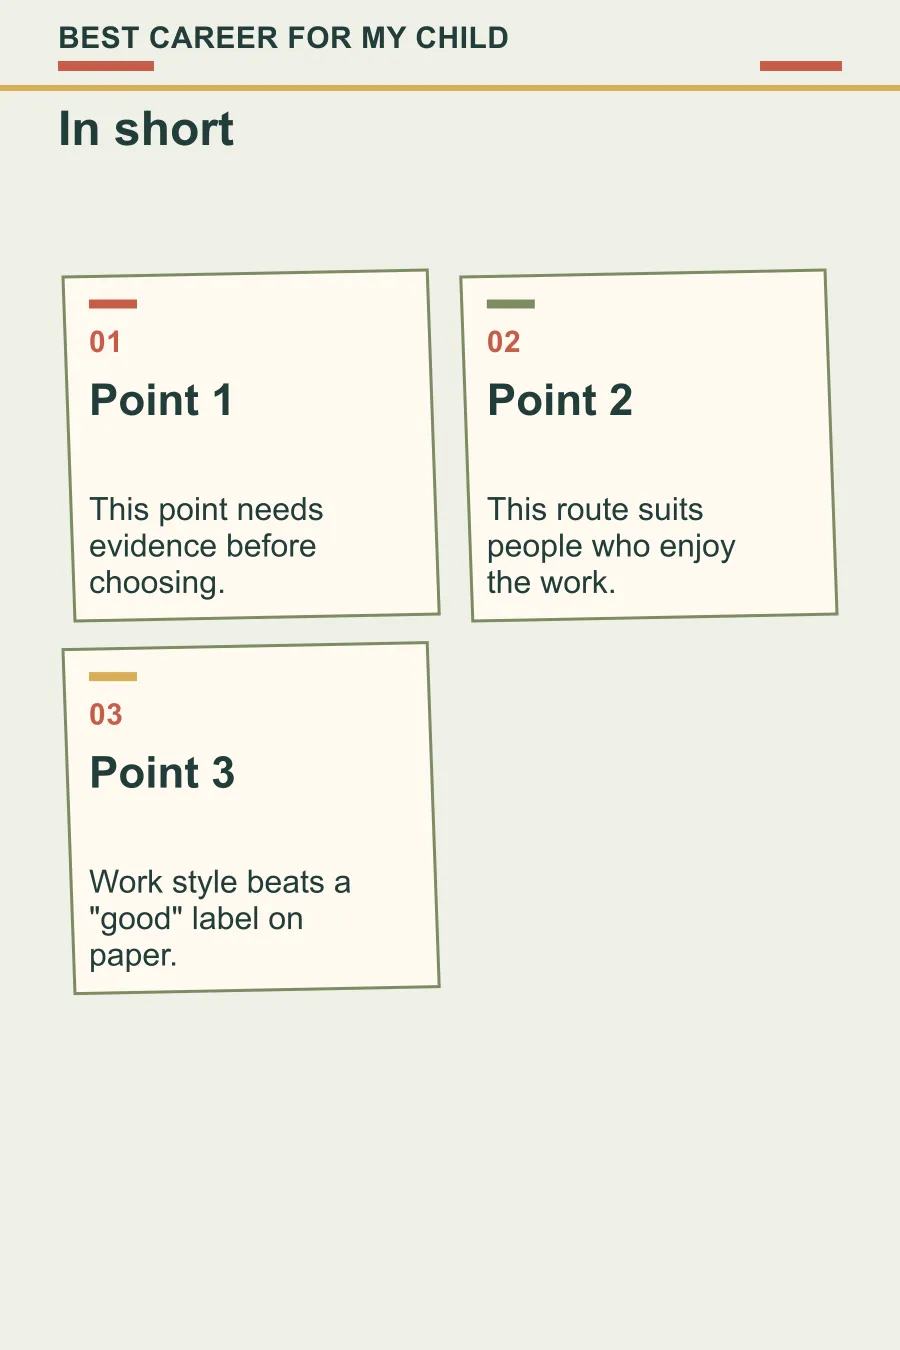 BEST CAREER FOR MY CHILD
In short
01
Point 1
This point needs
evidence before
choosing.
02
Point 2
This route suits
people who enjoy
the work.
03
Point 3
Work style beats a
"good" label on
paper.